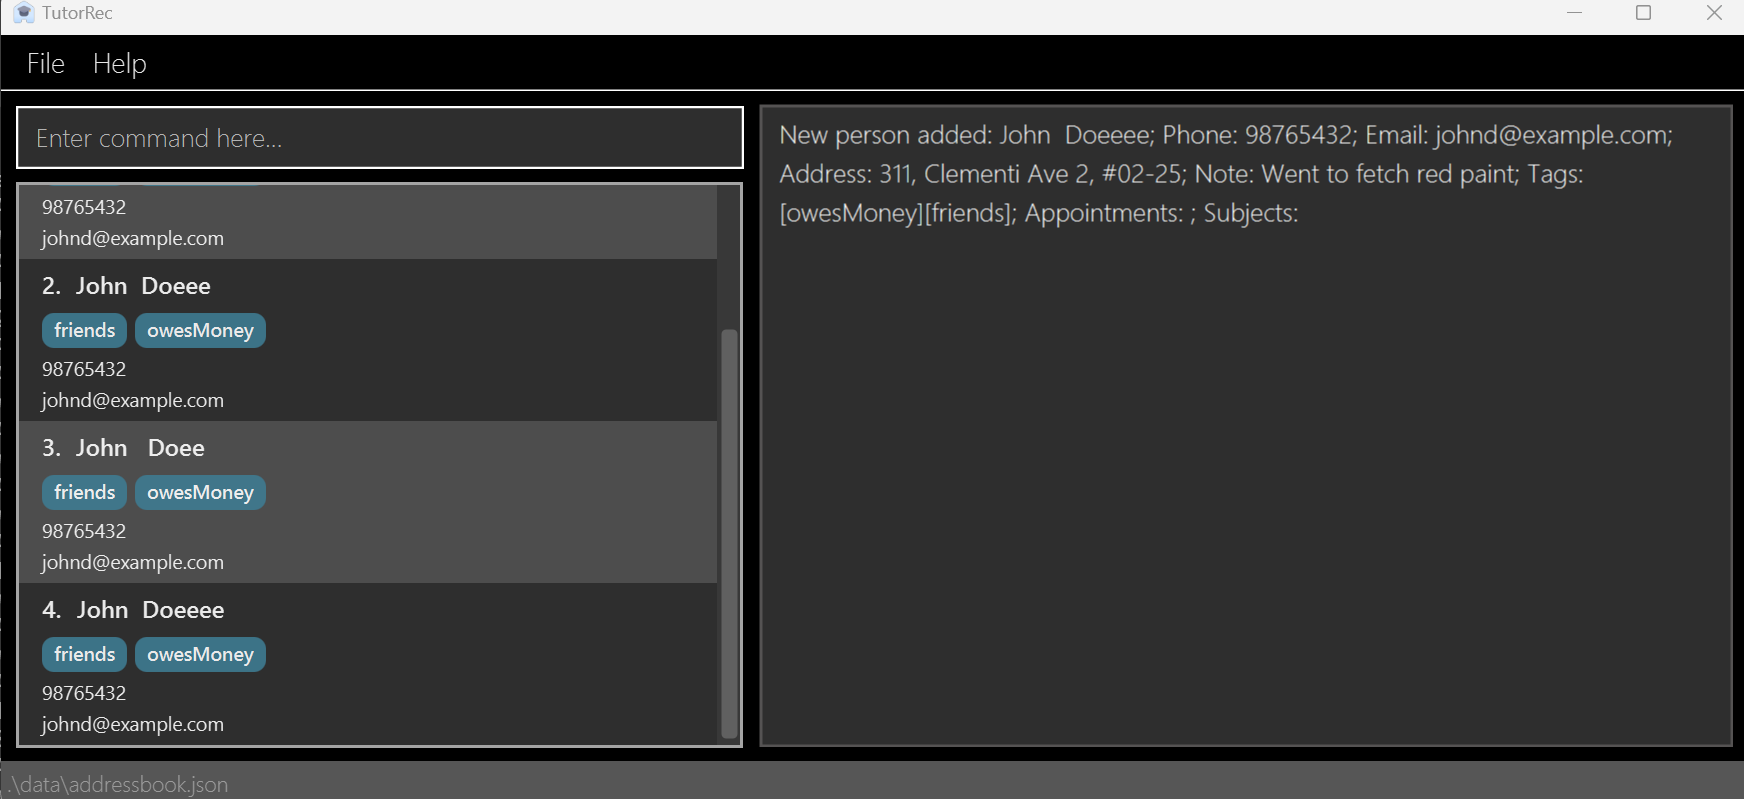 TutorRec
File Help
Enter command here...
98765432
johnd@example.com
2. John  Doeee
friends owesMoney
98765432
johnd@example.com
3. John   Doee
friends owesMoney
98765432
johnd@example.com
4. John  Doeeee
friends owesMoney
98765432
johnd@example.com
New person added: John  Doeeee; Phone: 98765432; Email: johnd@example.com;
Address: 311, Clementi Ave 2, #02-25; Note: Went to fetch red paint; Tags:
[owesMoney][friends]; Appointments: ; Subjects:
.\data\addressbook.json